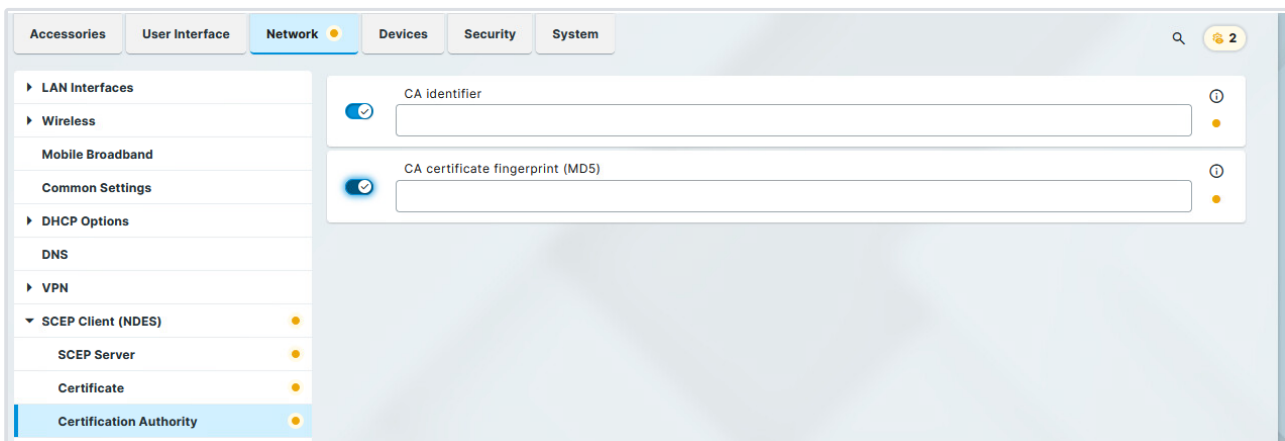 Accessories User Interface Network Devices Security System 2
LAN Interfaces
Wireless
Mobile Broadband
Common Settings
DHCP Options
DNS
VPN
SCEP Client (NDES)
SCEP Server
Certificate
Certification Authority
CA identifier
CA certificate fingerprint (MD5)